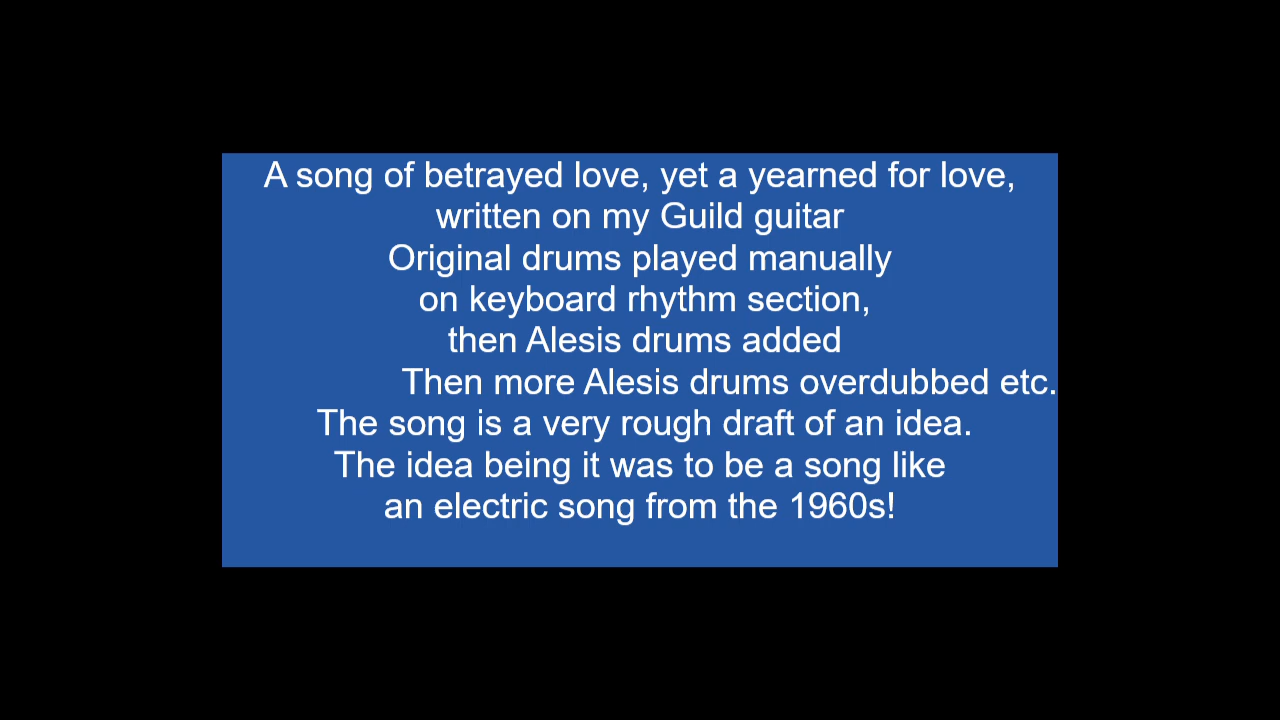 A song of betrayed love, yet a yearned for love,
written on my Guild guitar
Original drums played manually
on keyboard rhythm section,
then Alesis drums added
Then more Alesis drums overdubbed etc.
The song is a very rough draft of an idea.
The idea being it was to be a song like
an electric song from the 1960s!